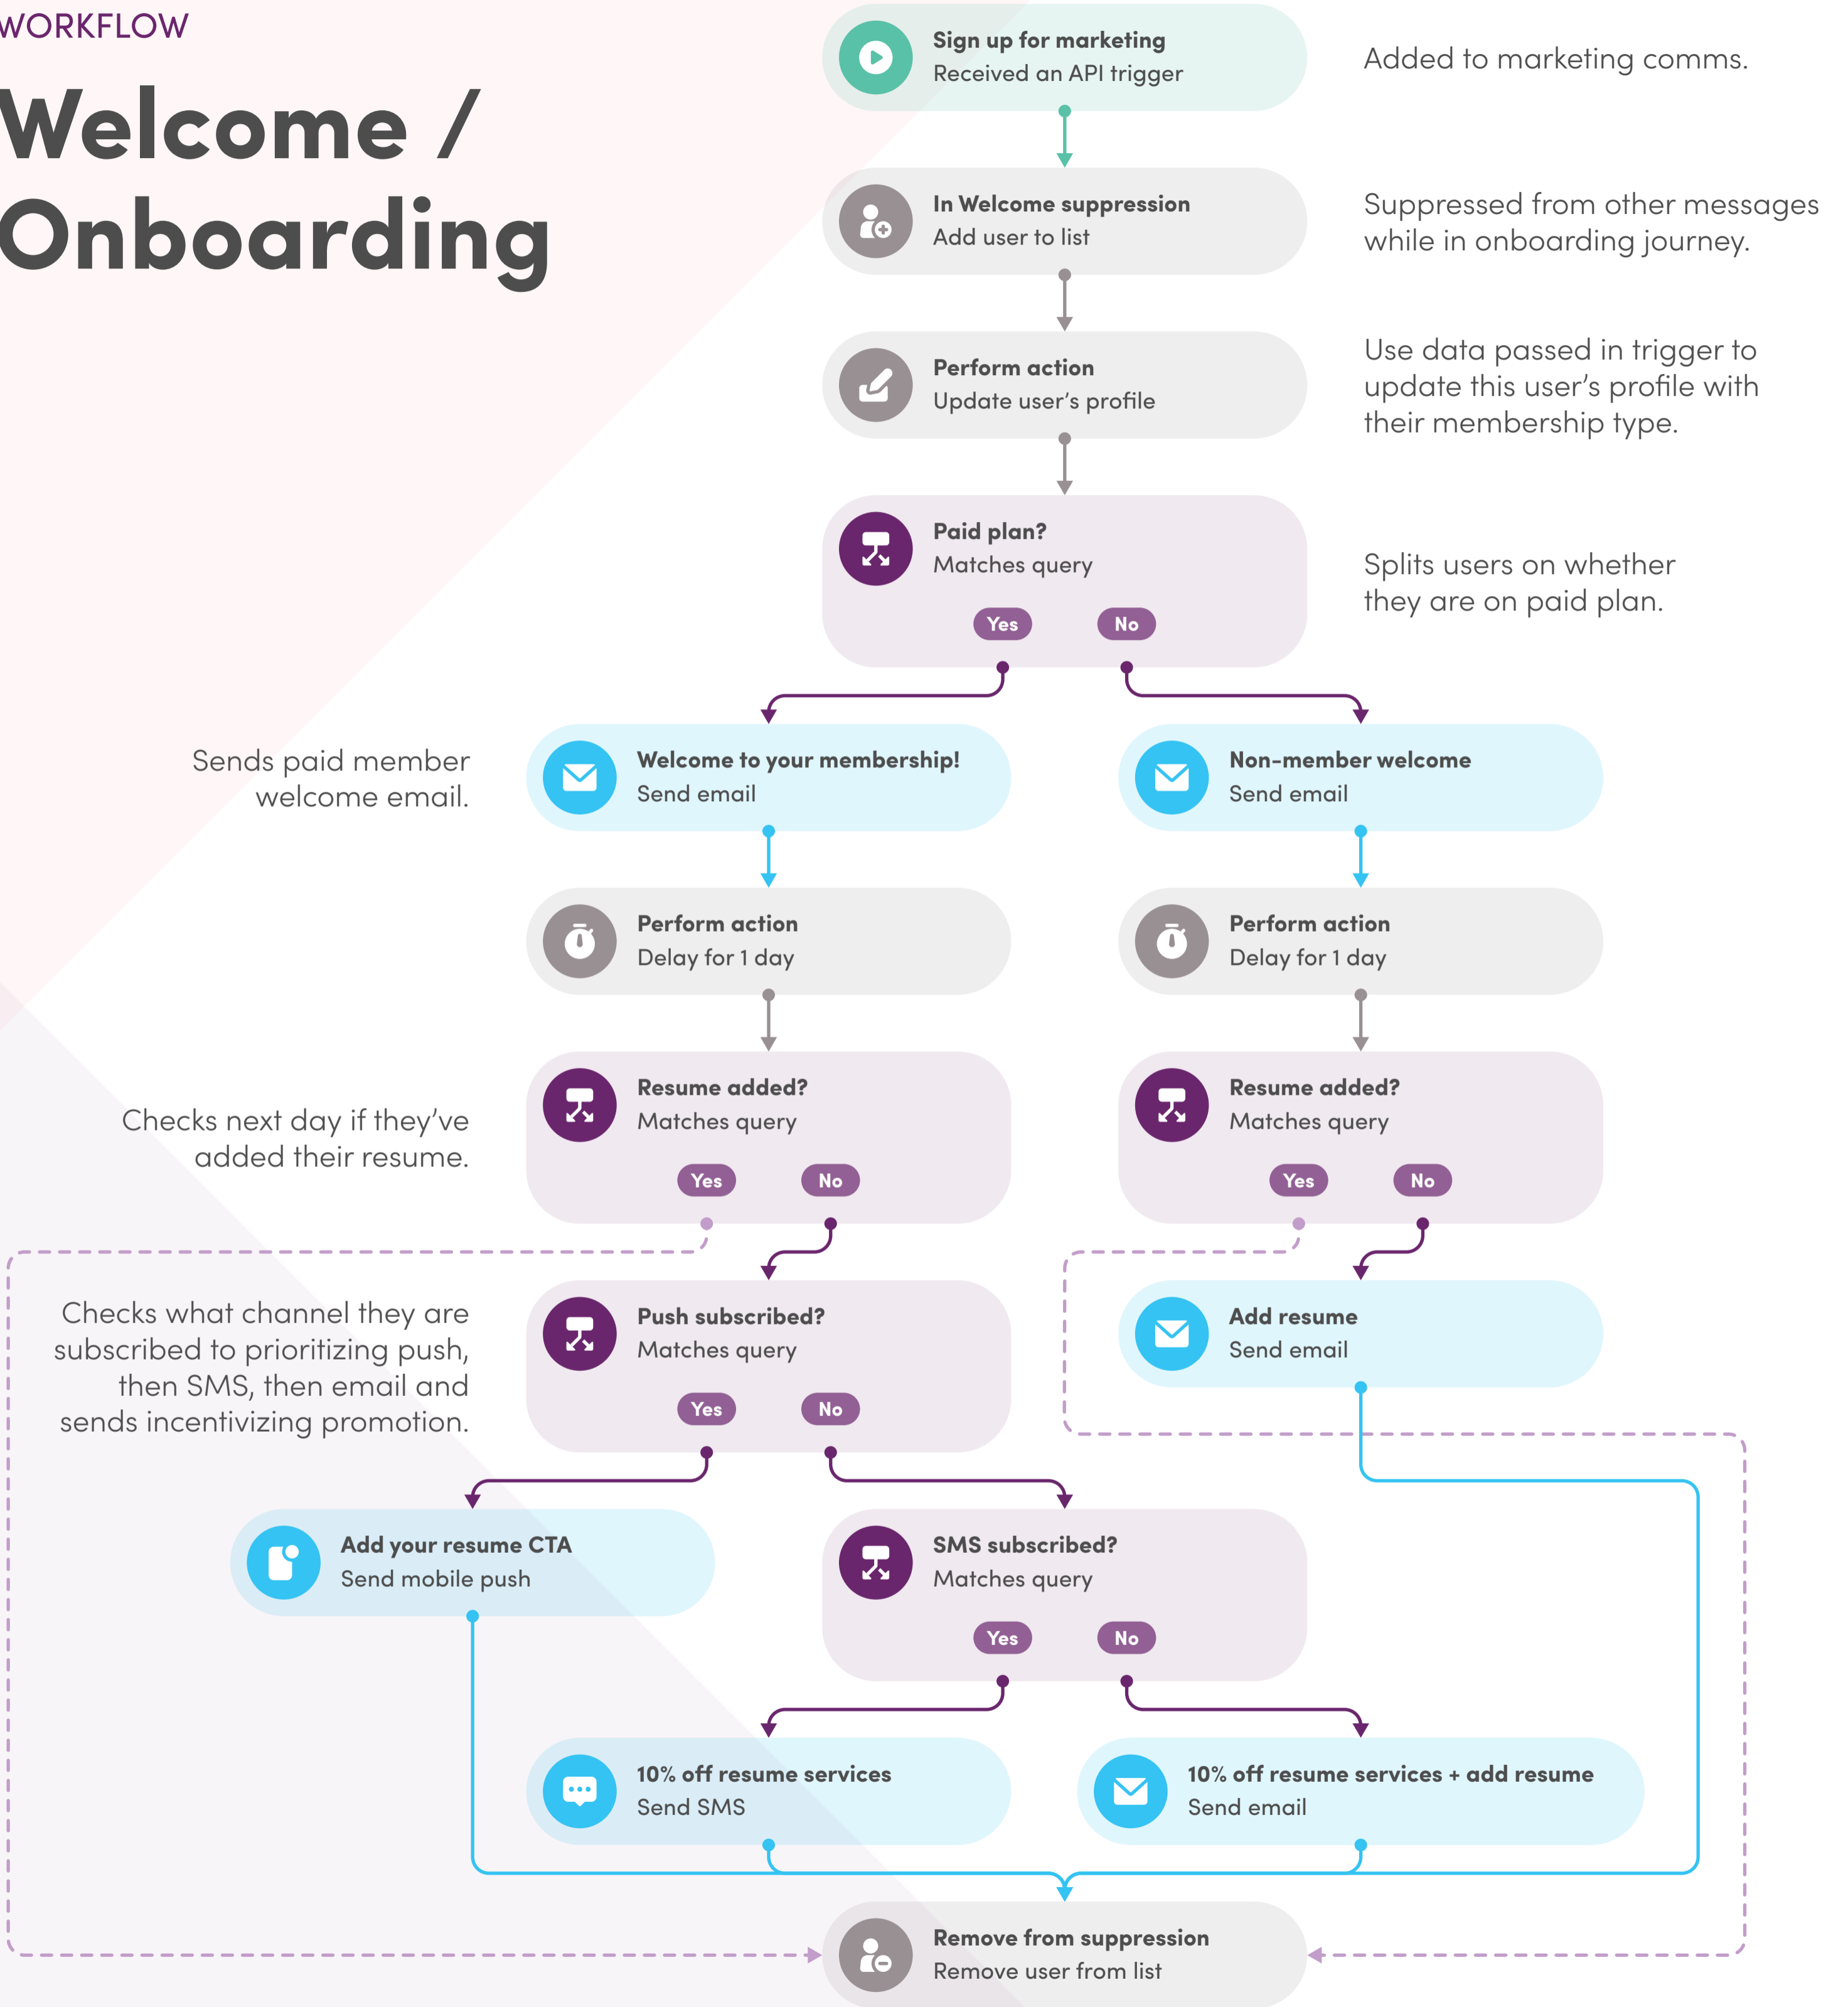 WORKFLOW
Welcome /
Onboarding
Sign up for marketing
Received an API trigger
Added to marketing comms.
In Welcome suppression
Add user to list
Suppressed from other messages
while in onboarding journey.
Perform action
Update user’s profile
Use data passed in trigger to
update this user’s profile with
their membership type.
Paid plan?
Matches query
Yes
No
Splits users on whether
they are on paid plan.
Sends paid member
welcome email.
Welcome to your membership!
Send email
Non-member welcome
Send email
Perform action
Delay for 1 day
Perform action
Delay for 1 day
Checks next day if they’ve
added their resume.
Resume added?
Matches query
Yes
No
Resume added?
Matches query
Yes
No
Checks what channel they are
subscribed to prioritizing push,
then SMS, then email and
sends incentivizing promotion.
Push subscribed?
Matches query
Yes
No
Add resume
Send email
Add your resume CTA
Send mobile push
SMS subscribed?
Matches query
Yes
No
10% off resume services
Send SMS
10% off resume services + add resume
Send email
Remove from suppression
Remove user from list